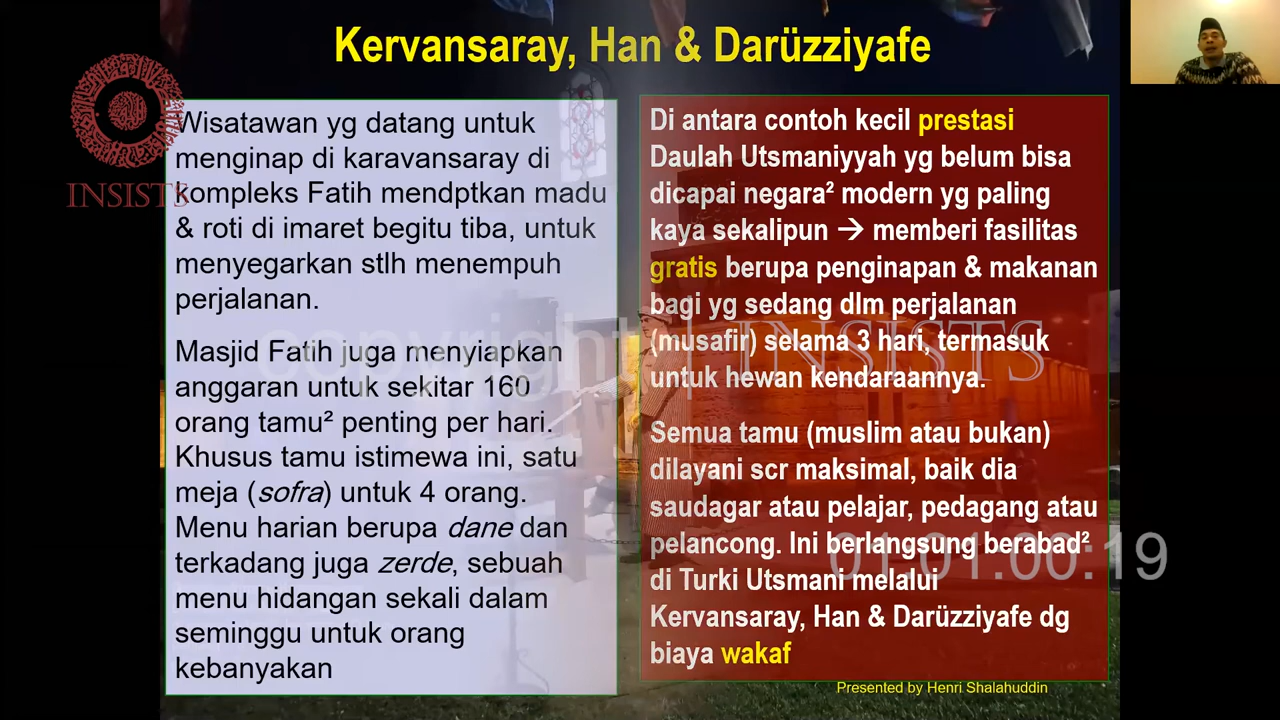 Kervansaray, Han & Darüzziyafe
INSISTS
Wisatawan yg datang untuk
menginap di karavansaray di
kompleks Fatih mendptkan madu
& roti di imaret begitu tiba, untuk
menyegarkan stlh menempuh
perjalanan.
Masjid Fatih juga menyiapkan
anggaran untuk sekitar 160
orang tamu² penting per hari.
Khusus tamu istimewa ini, satu
meja (sofra) untuk 4 orang.
Menu harian berupa dane dan
terkadang juga zerde, sebuah
menu hidangan sekali dalam
seminggu untuk orang
kebanyakan
Di antara contoh kecil prestasi
Daulah Utsmaniyyah yg belum bisa
dicapai negara² modern yg paling
kaya sekalipun → memberi fasilitas
gratis berupa penginapan & makanan
bagi yg sedang dlm perjalanan
(musafir) selama 3 hari, termasuk
untuk hewan kendaraannya.
Semua tamu (muslim atau bukan)
dilayani scr maksimal, baik dia
saudagar atau pelajar, pedagang atau
pelancong. Ini berlangsung berabad²
di Turki Utsmani melalui
Kervansaray, Han & Darüzziyafe dg
biaya wakaf
copyright | INSISTS
01:01:00:19
Presented by Henri Shalahuddin